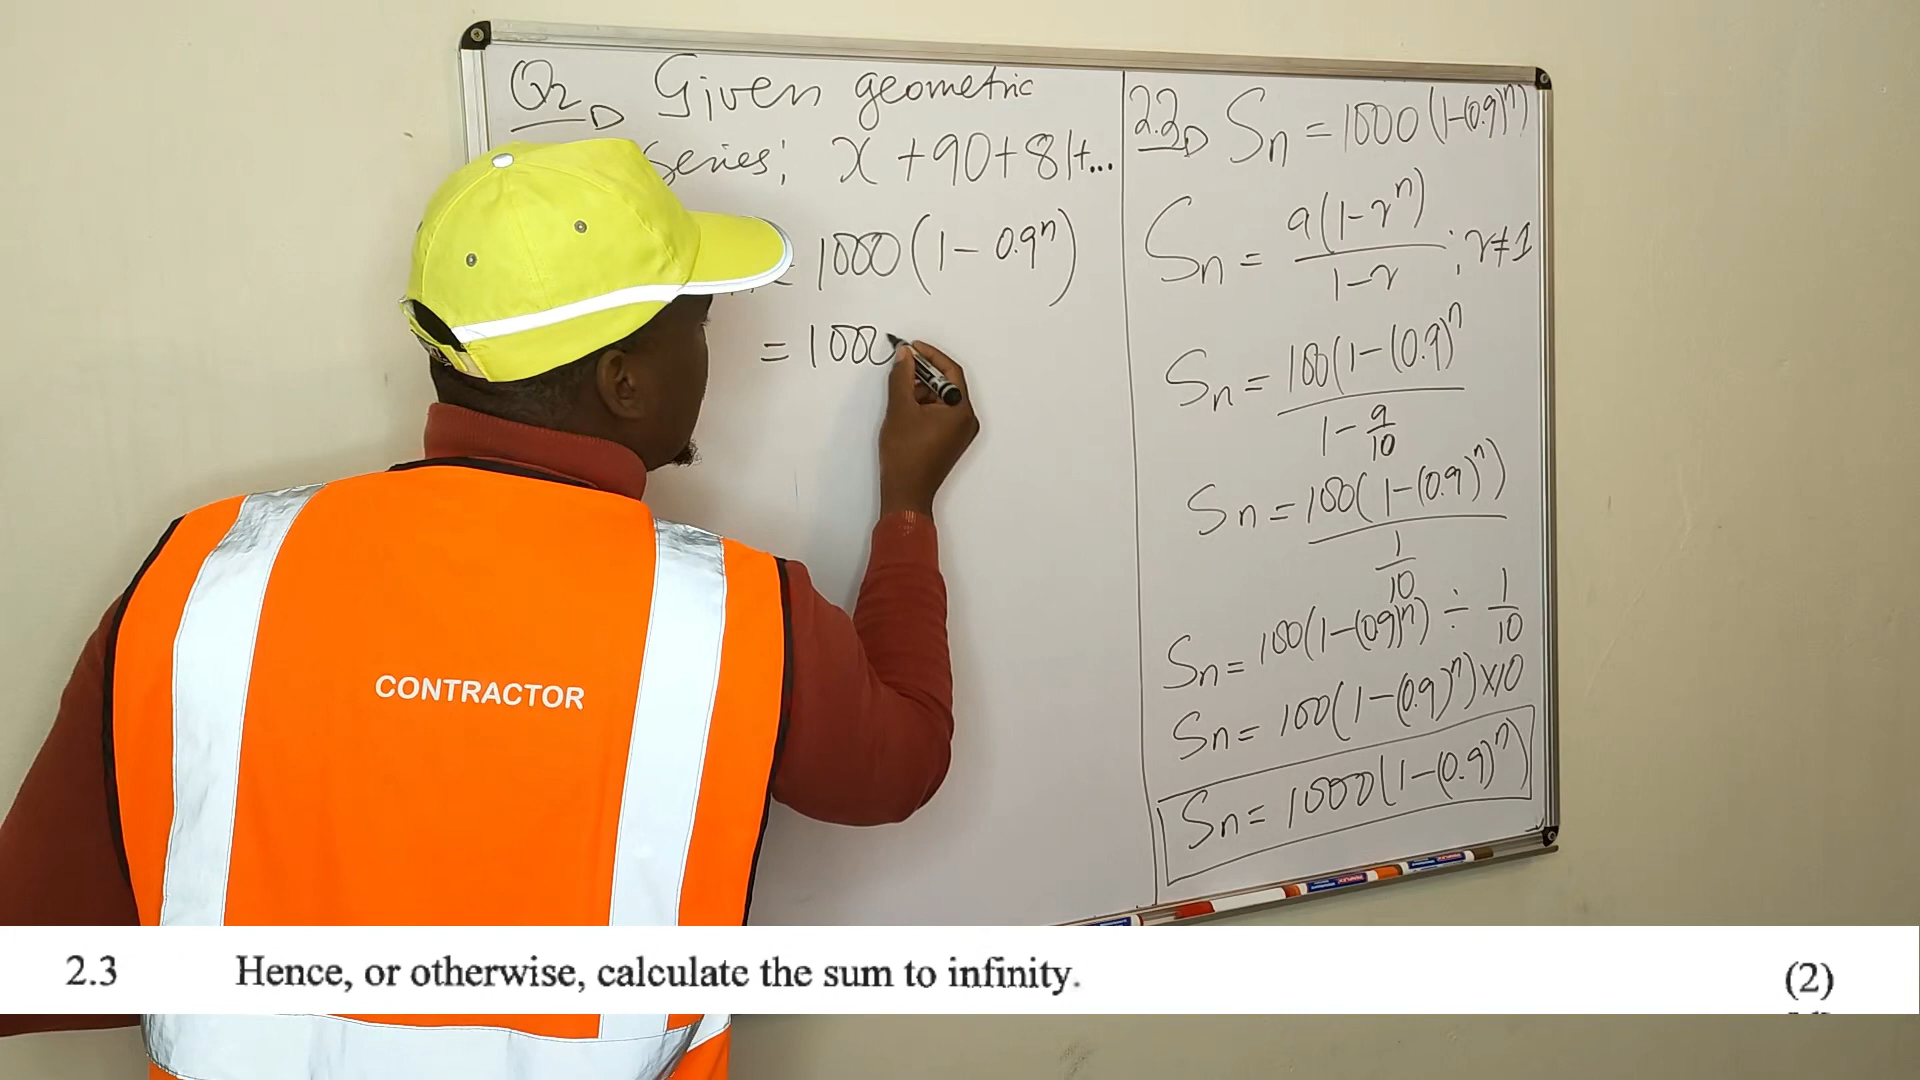 Q2 Given geometric
series; x + 90 + 81 + ...
= 1000 (1 - 0.9ⁿ)
= 1000
2.2 Sn = 1000 (1-(0.9)ⁿ)
Sn = a(1-rⁿ) / 1-r ; r≠1
Sn = 100(1-(0.9)ⁿ / 1 - 9/10
Sn = 100(1-(0.9)ⁿ) / 1/10
Sn = 100(1-(0.9)ⁿ) ÷ 1/10
Sn = 100(1-(0.9)ⁿ) × 10
Sn = 1000(1-(0.9)ⁿ)
CONTRACTOR
2.3 Hence, or otherwise, calculate the sum to infinity. (2)